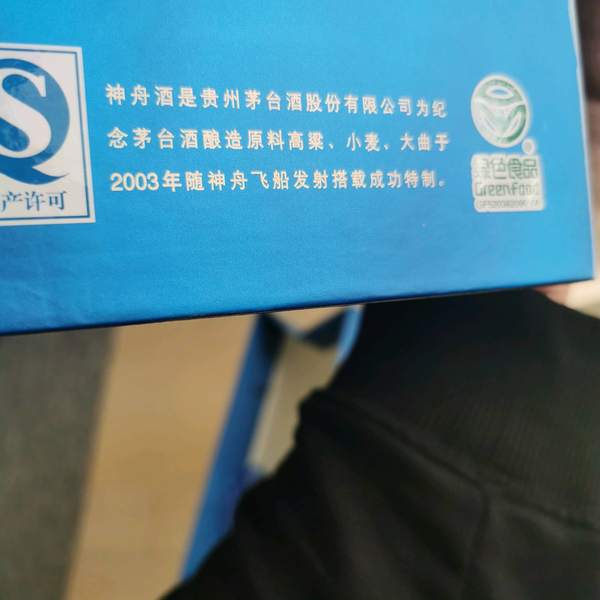 神舟酒是贵州茅台酒股份有限公司为纪
念茅台酒酿造原料高粱、小麦、大曲于
2003年随神舟飞船发射搭载成功特制。
产许可
绿色食品
Greenfood